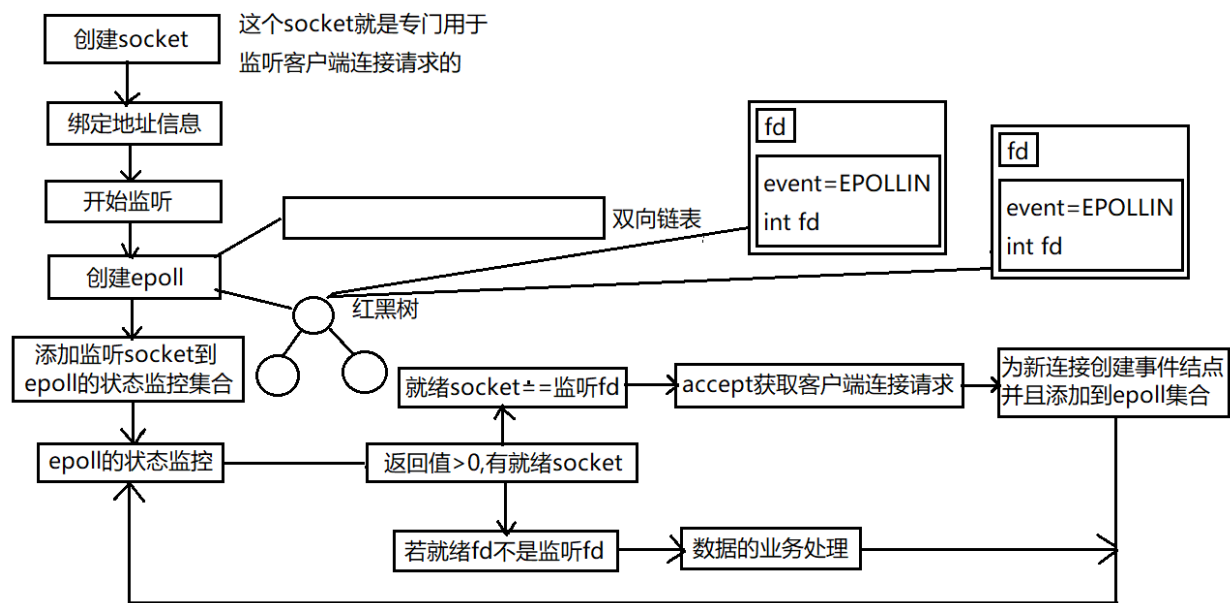 创建socket
这个socket就是专门用于
监听客户端连接请求的
绑定地址信息
开始监听
创建epoll
双向链表
红黑树
fd
event=EPOLLIN
int fd
fd
event=EPOLLIN
int fd
添加监听socket到
epoll的状态监控集合
epoll的状态监控
返回值>0,有就绪socket
就绪socket==监听fd
accept获取客户端连接请求
为新连接创建事件结点
并且添加到epoll集合
若就绪fd不是监听fd
数据的业务处理